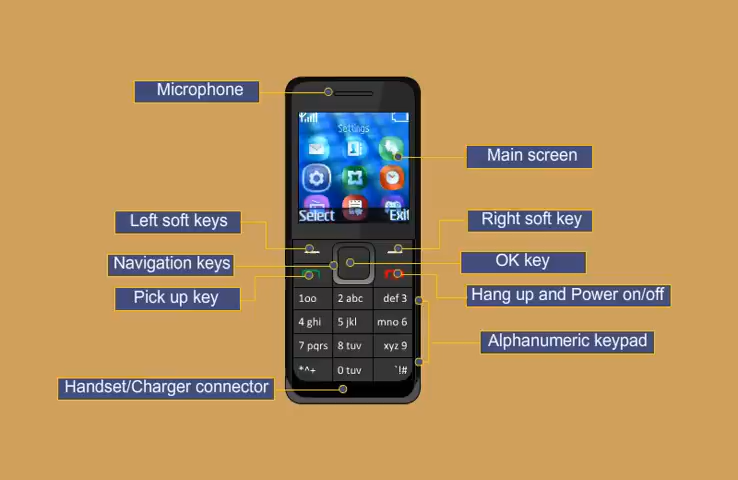 Microphone
Settings
Main screen
Select Exit
Left soft keys
Right soft key
Navigation keys
OK key
Pick up key
Hang up and Power on/off
1oo 2 abc def 3
4 ghi 5 jkl mno 6
Alphanumeric keypad
7 pqrs 8 tuv xyz 9
*^+ 0 tuv `!#
Handset/Charger connector